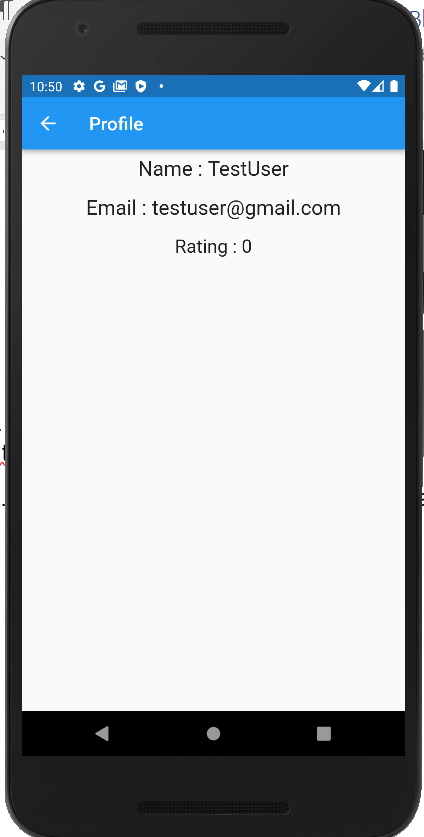 10:50
Profile
Name : TestUser
Email : testuser@gmail.com
Rating : 0